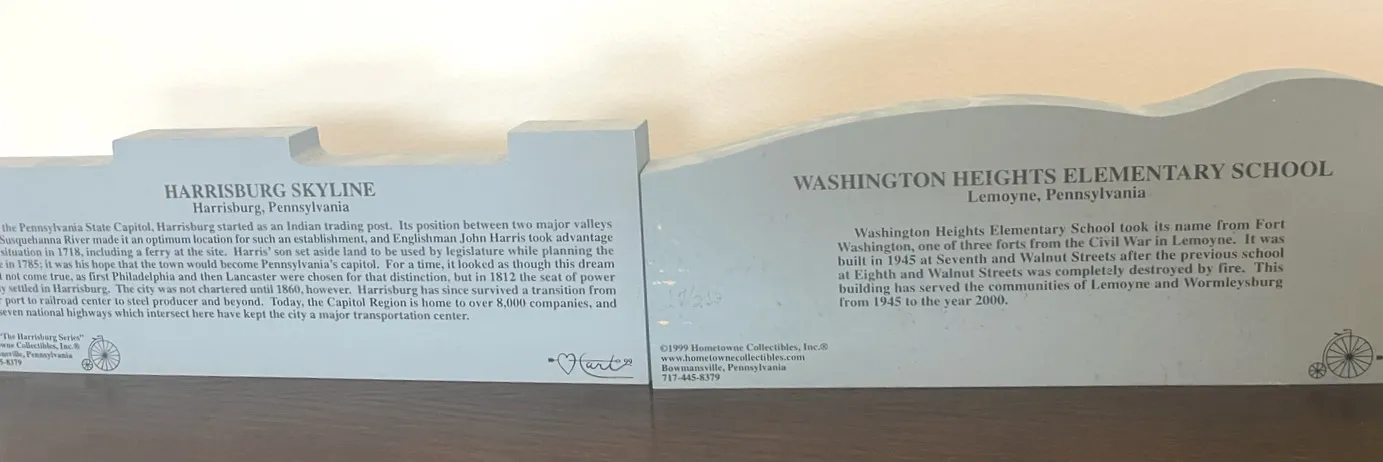 HARRISBURG SKYLINE
Harrisburg, Pennsylvania
the Pennsylvania State Capitol, Harrisburg started as an Indian trading post. Its position between two major valleys
Susquehanna River made it an optimum location for such an establishment, and Englishman John Harris took advantage
situation in 1718, including a ferry at the site. Harris' son set aside land to be used by legislature while planning the
in 1785; it was his hope that the town would become Pennsylvania's capitol. For a time, it looked as though this dream
not come true, as first Philadelphia and then Lancaster were chosen for that distinction, but in 1812 the seat of power
settled in Harrisburg. The city was not chartered until 1860, however. Harrisburg has since survived a transition from
port to railroad center to steel producer and beyond. Today, the Capitol Region is home to over 8,000 companies, and
seven national highways which intersect here have kept the city a major transportation center.
"The Harrisburg Series"
Collectibles, Inc.®
Pennsylvania
5-8379
99
WASHINGTON HEIGHTS ELEMENTARY SCHOOL
Lemoyne, Pennsylvania
Washington Heights Elementary School took its name from Fort
Washington, one of three forts from the Civil War in Lemoyne. It was
built in 1945 at Seventh and Walnut Streets after the previous school
at Eighth and Walnut Streets was completely destroyed by fire. This
building has served the communities of Lemoyne and Wormleysburg
from 1945 to the year 2000.
©1999 Hometowne Collectibles, Inc.®
www.hometownecollectibles.com
Bowmansville, Pennsylvania
717-445-8379